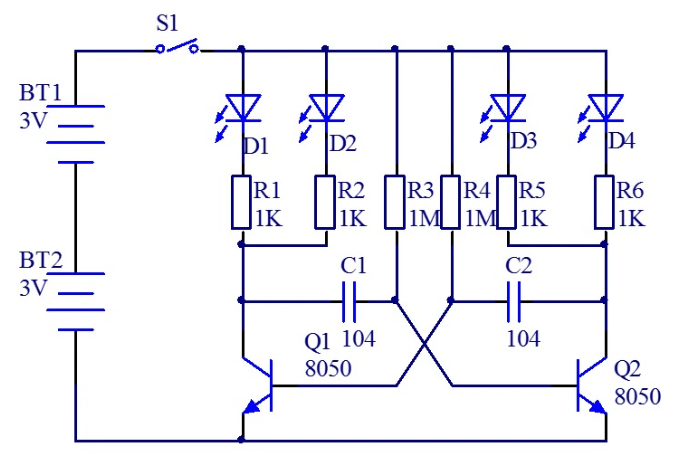 S1
BT1
3V
D1
D2
D3
D4
R1
1K
R2
1K
R3
1M
R4
1M
R5
1K
R6
1K
BT2
3V
C1
104
C2
104
Q1
8050
Q2
8050